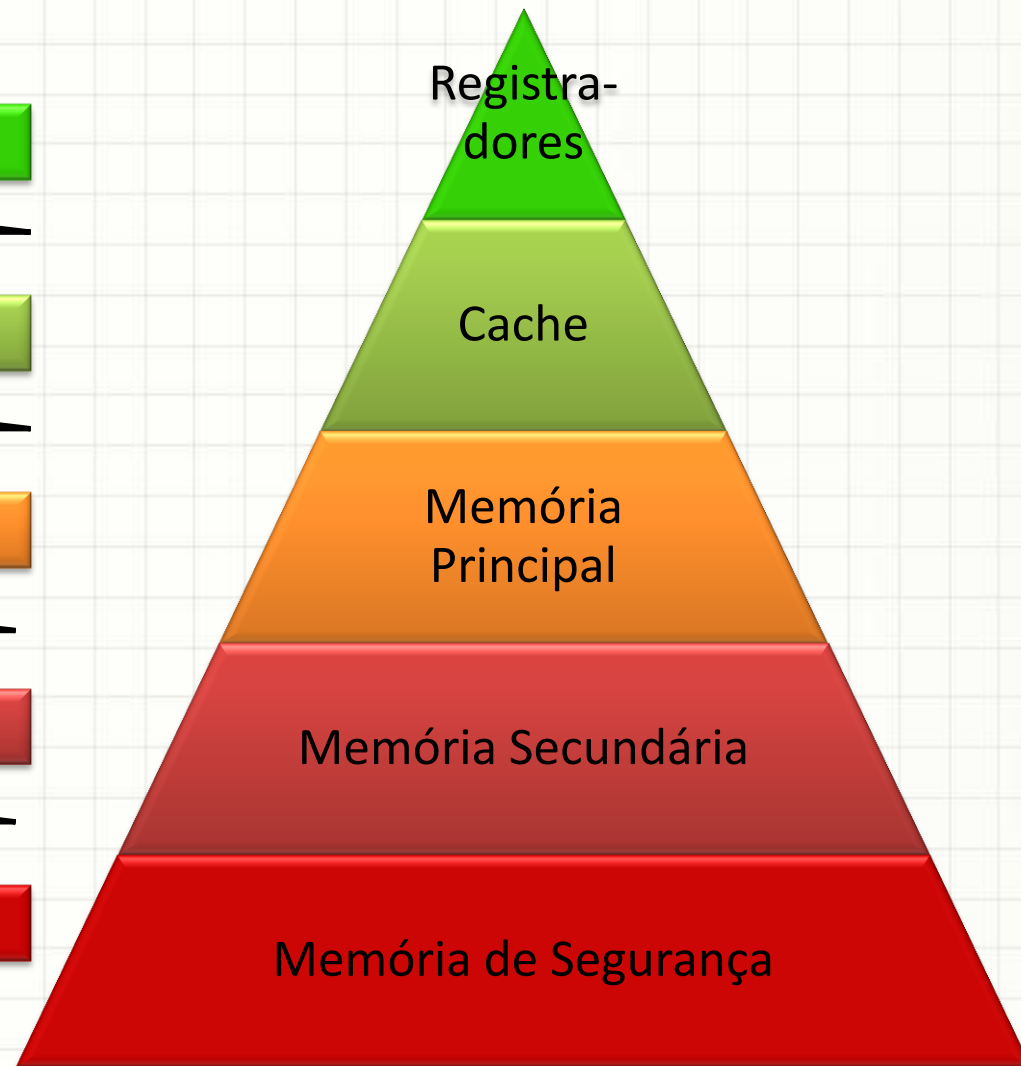 Registra-
dores
Cache
Memória
Principal
Memória Secundária
Memória de Segurança